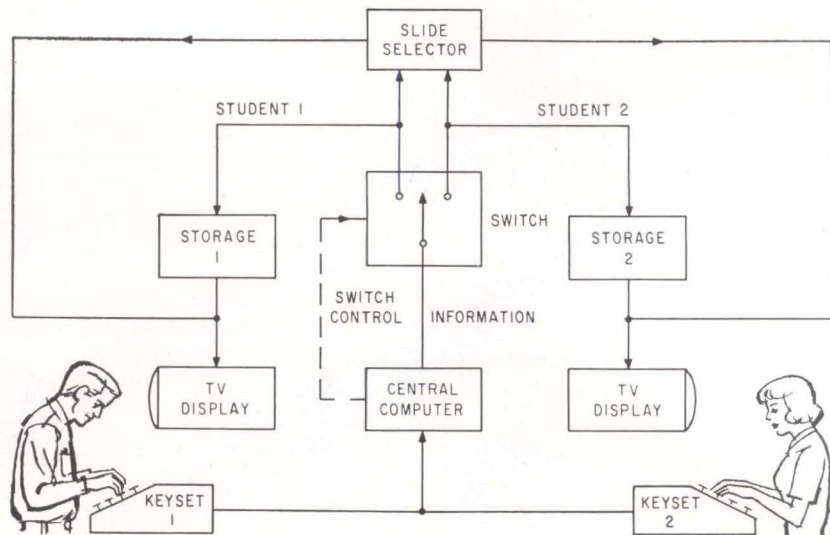 SLIDE
SELECTOR
STUDENT 1
STUDENT 2
SWITCH
STORAGE
1
STORAGE
2
SWITCH
CONTROL
INFORMATION
TV
DISPLAY
CENTRAL
COMPUTER
TV
DISPLAY
KEYSET
1
KEYSET
2